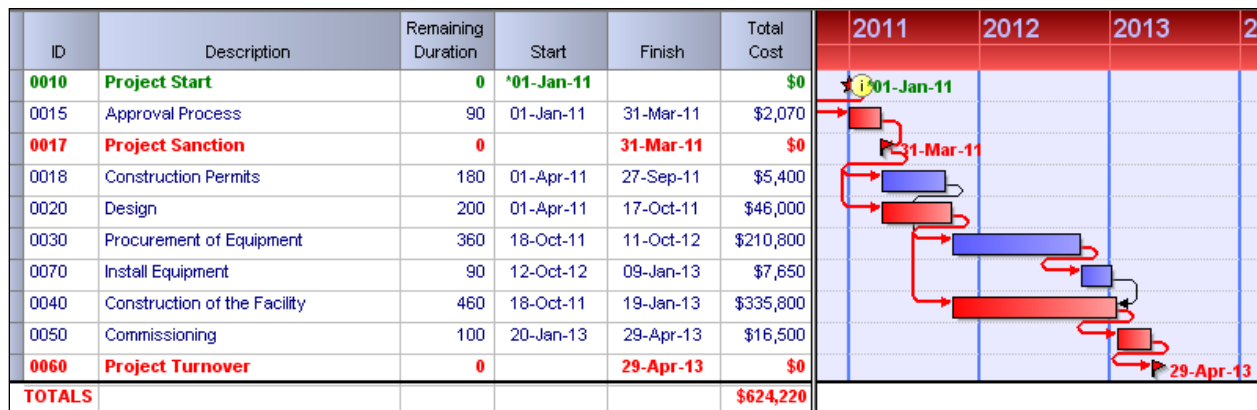 ID Description Remaining Duration Start Finish Total Cost 2011 2012 2013 2
0010 Project Start 0 *01-Jan-11 $0 i *01-Jan-11
0015 Approval Process 90 01-Jan-11 31-Mar-11 $2,070
0017 Project Sanction 0 31-Mar-11 $0 31-Mar-11
0018 Construction Permits 180 01-Apr-11 27-Sep-11 $5,400
0020 Design 200 01-Apr-11 17-Oct-11 $46,000
0030 Procurement of Equipment 360 18-Oct-11 11-Oct-12 $210,800
0070 Install Equipment 90 12-Oct-12 09-Jan-13 $7,650
0040 Construction of the Facility 460 18-Oct-11 19-Jan-13 $335,800
0050 Commissioning 100 20-Jan-13 29-Apr-13 $16,500
0060 Project Turnover 0 29-Apr-13 $0 29-Apr-13
TOTALS $624,220